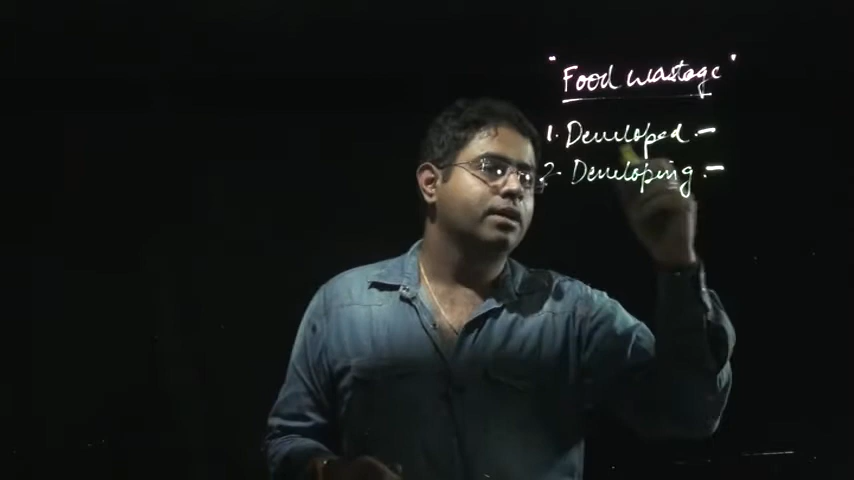 "Food wastage"
1. Developed -
2. Developing -